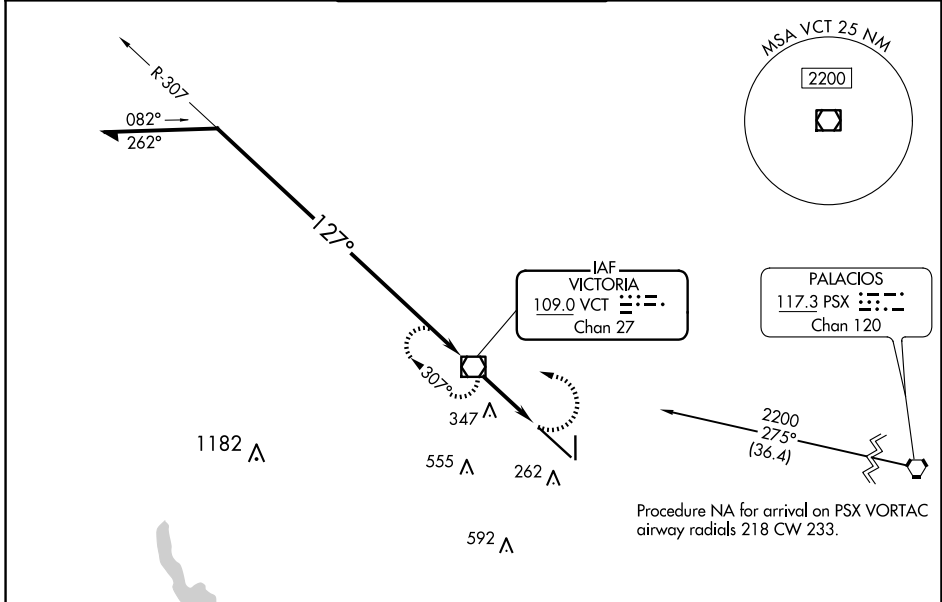 MSA VCT 25 NM
2200
R-307
082°
262°
127°
IAF
VICTORIA
109.0 VCT
Chan 27
PALACIOS
117.3 PSX
Chan 120
307°
347
1182
555
262
592
2200
275°
(36.4)
Procedure NA for arrival on PSX VORTAC
airway radials 218 CW 233.